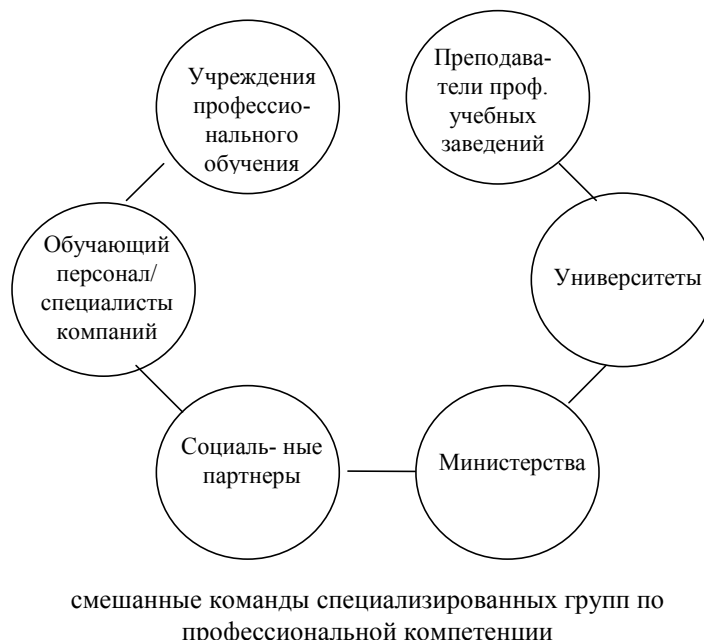 Учреждения
профессио-
нального
обучения
Преподава-
тели проф.
учебных
заведений
Обучающий
персонал/
специалисты
компаний
Университеты
Социаль- ные
партнеры
Министерства
смешанные команды специализированных групп по
профессиональной компетенции